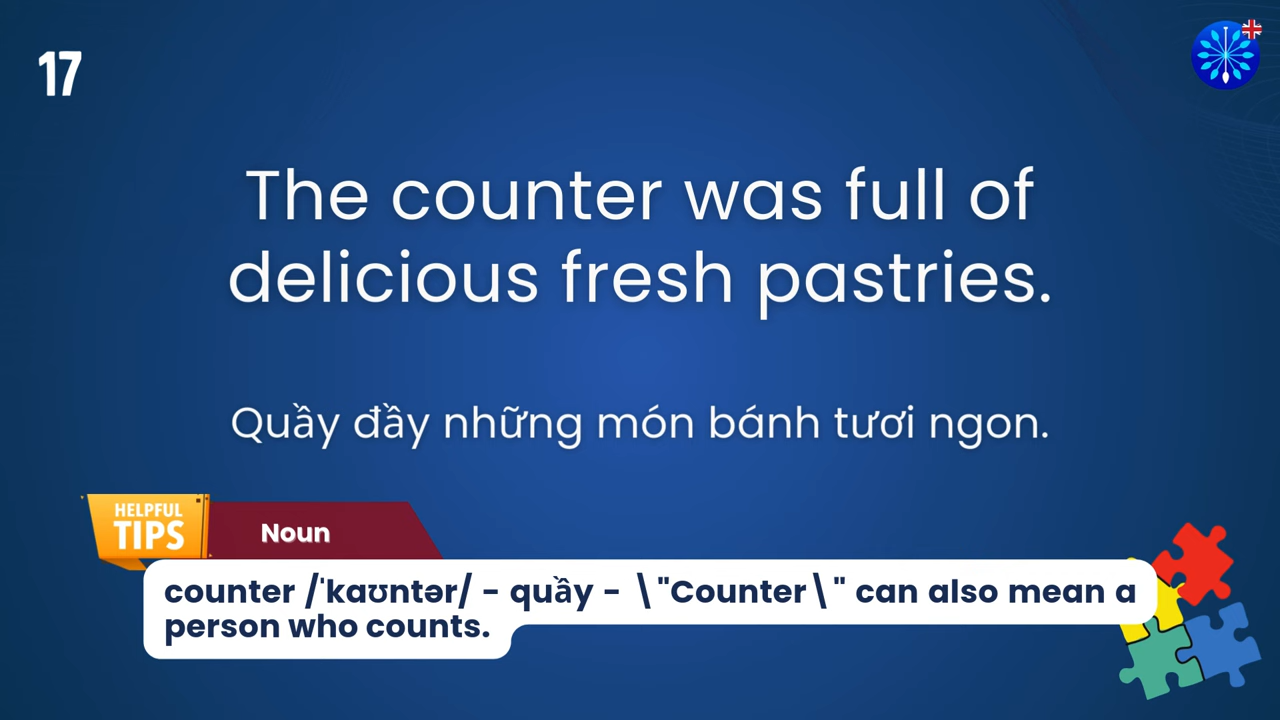 17
The counter was full of
delicious fresh pastries.
Quầy đầy những món bánh tươi ngon.
HELPFUL
TIPS
Noun
counter /ˈkaʊntər/ - quầy - \"Counter\" can also mean a
person who counts.